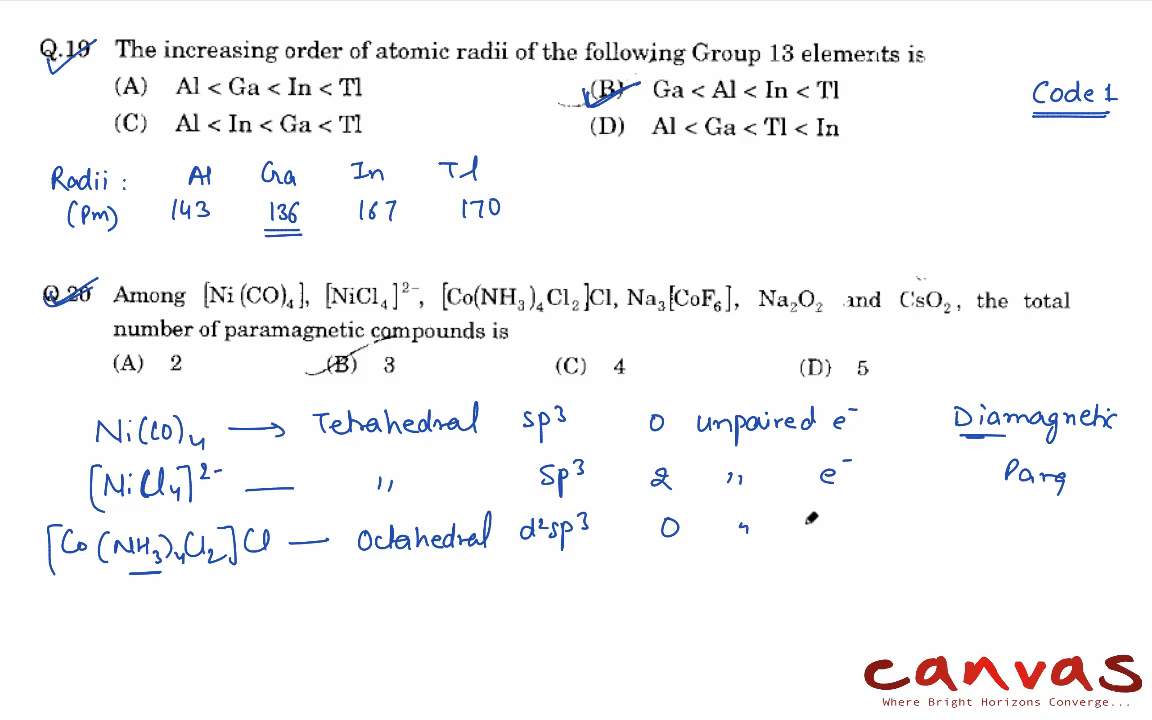 Q.19 The increasing order of atomic radii of the following Group 13 elements is
(A) Al < Ga < In < Tl (B) Ga < Al < In < Tl
Code 1
(C) Al < In < Ga < Tl (D) Al < Ga < Tl < In
Radii : Al Ga In Tl
(Pm) 143 136 167 170
Q.20 Among [Ni (CO)₄], [NiCl₄]²⁻, [Co(NH₃)₄Cl₂]Cl, Na₃[CoF₆], Na₂O₂ and CsO₂, the total
number of paramagnetic compounds is
(A) 2 (B) 3 (C) 4 (D) 5
Ni(CO)₄ → Tetrahedral sp³ 0 unpaired e⁻ Diamagnetic
[NiCl₄]²⁻ — " sp³ 2 " e⁻ Para
[Co(NH₃)₄Cl₂]Cl — Octahedral d²sp³ 0 "
canvas
Where Bright Horizons Converge...